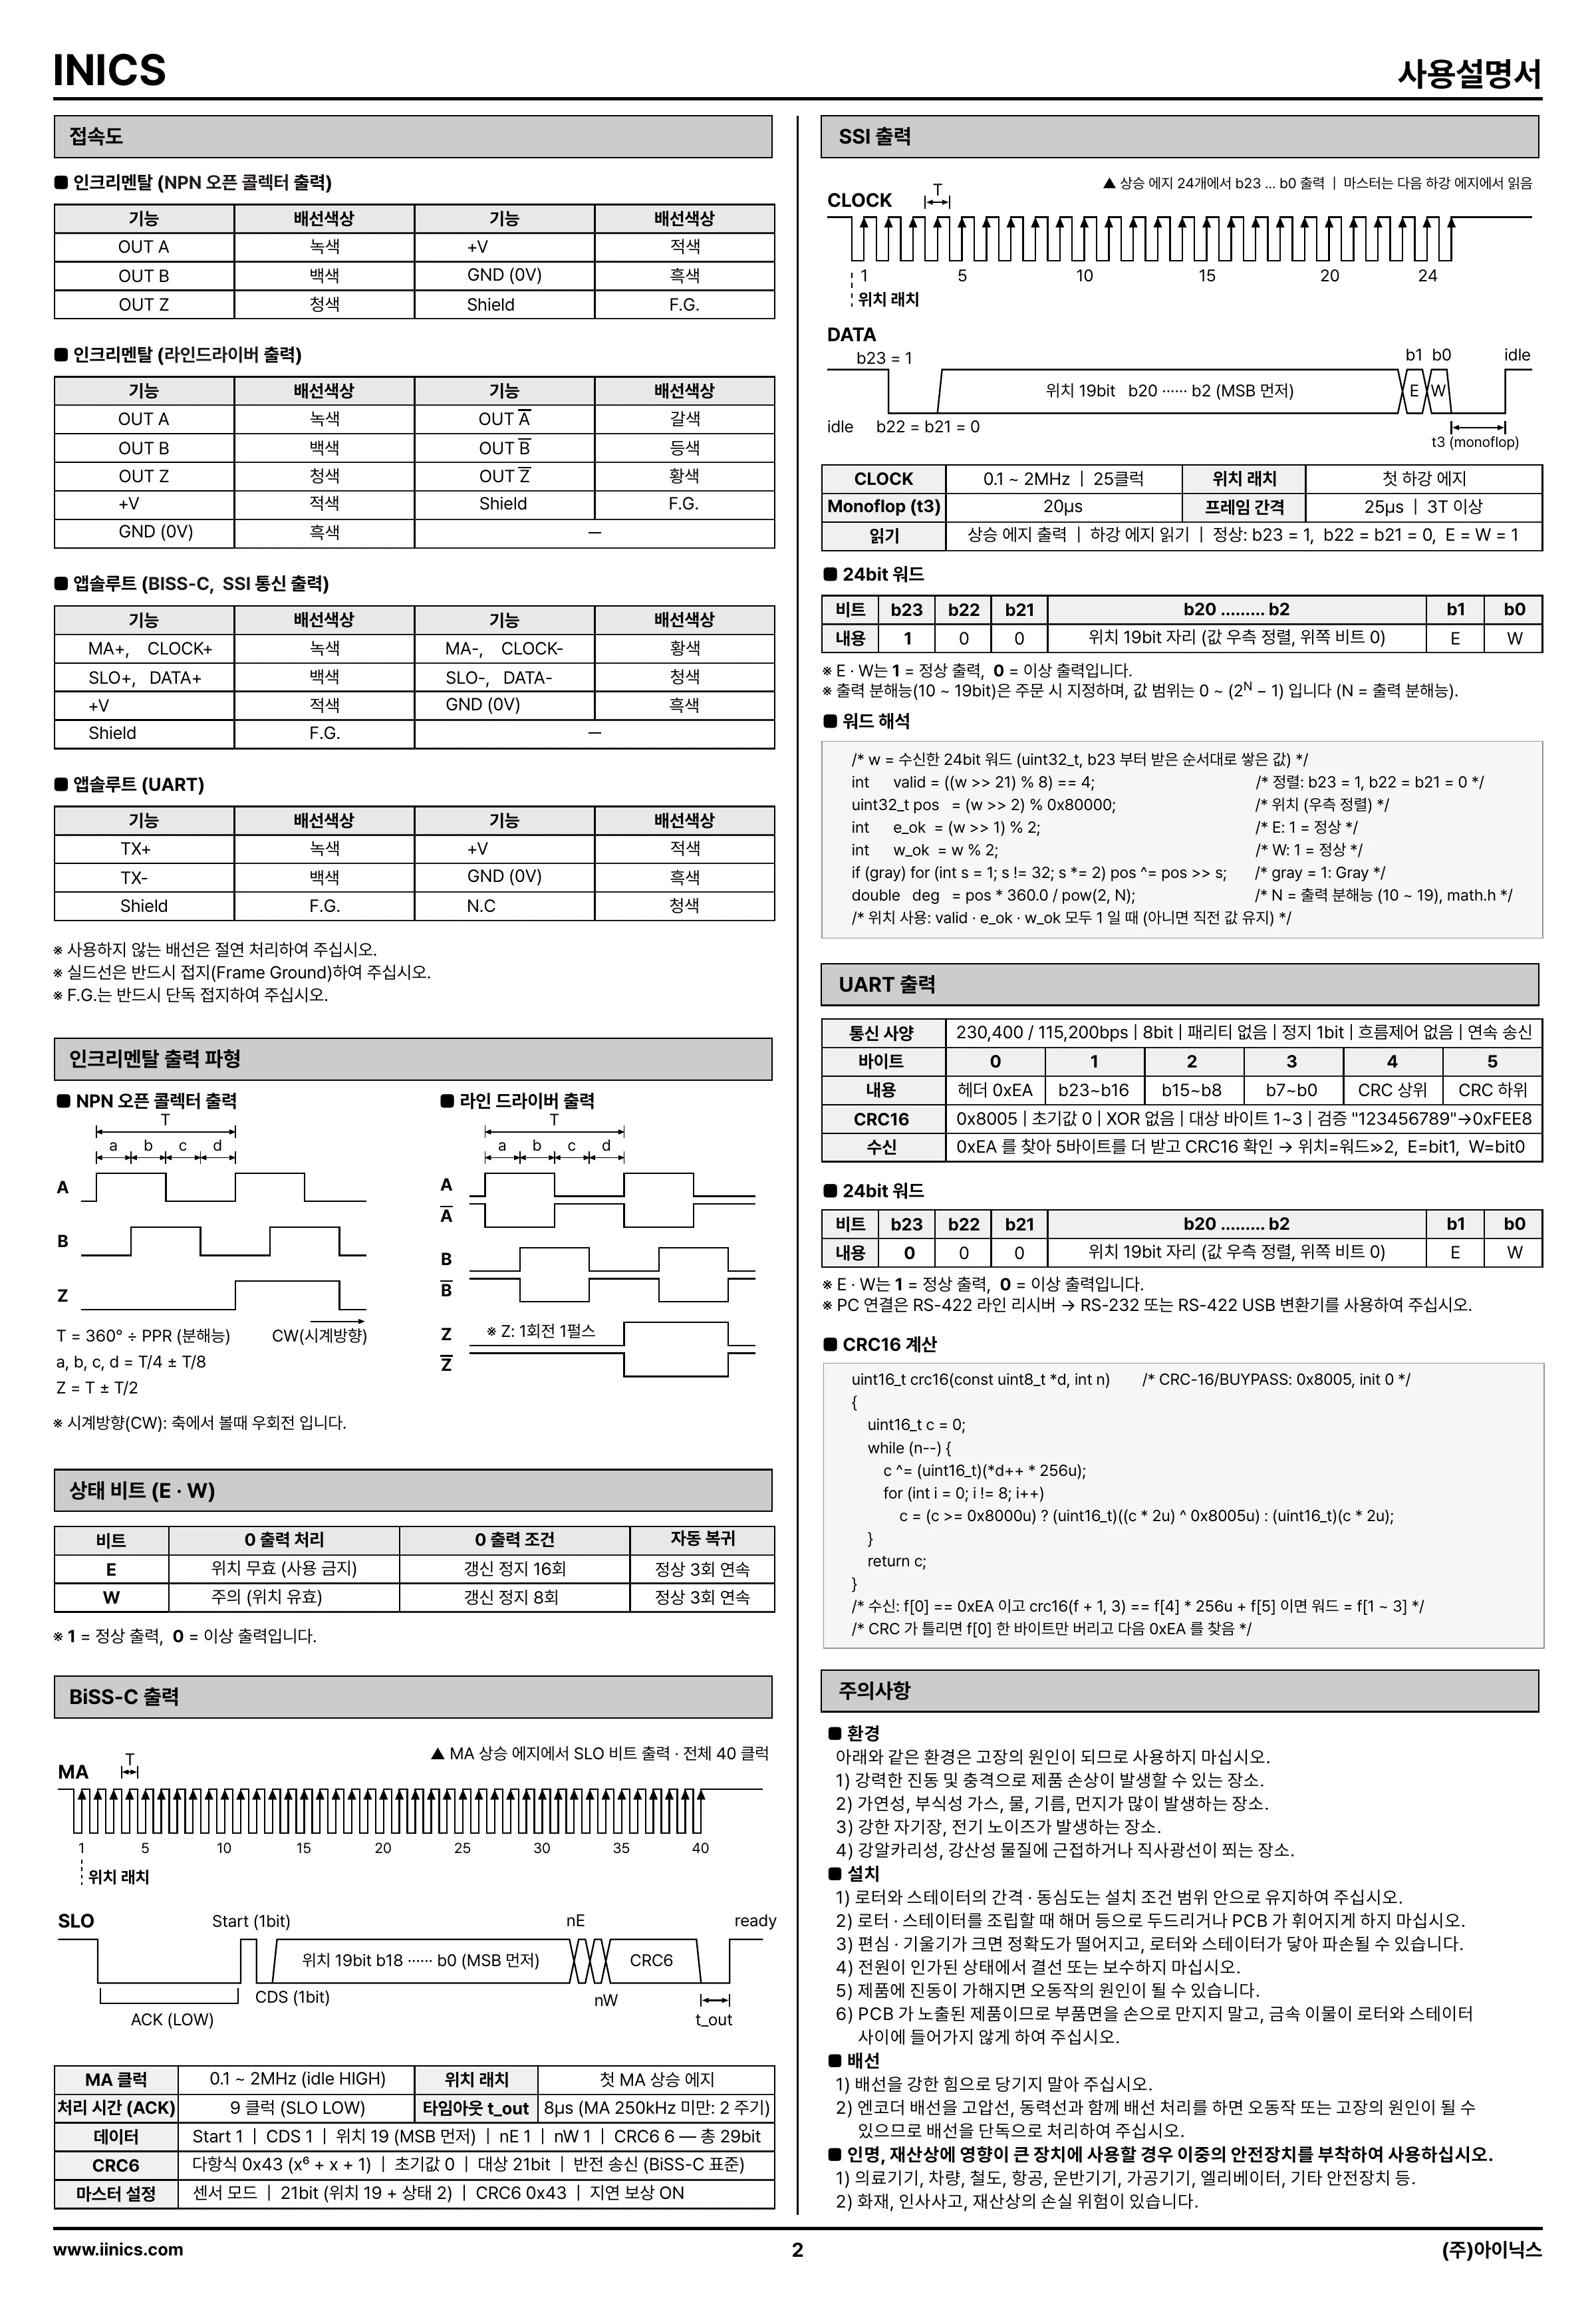 INICS
사용설명서
접속도
■ 인크리멘탈 (NPN 오픈 콜렉터 출력)
기능 배선색상 기능 배선색상
OUT A 녹색 +V 적색
OUT B 백색 GND (0V) 흑색
OUT Z 청색 Shield F.G.
■ 인크리멘탈 (라인드라이버 출력)
기능 배선색상 기능 배선색상
OUT A 녹색 OUT A̅ 갈색
OUT B 백색 OUT B̅ 등색
OUT Z 청색 OUT Z̅ 황색
+V 적색 Shield F.G.
GND (0V) 흑색 —
■ 앱솔루트 (BISS-C, SSI 통신 출력)
기능 배선색상 기능 배선색상
MA+, CLOCK+ 녹색 MA-, CLOCK- 황색
SLO+, DATA+ 백색 SLO-, DATA- 청색
+V 적색 GND (0V) 흑색
Shield F.G. —
■ 앱솔루트 (UART)
기능 배선색상 기능 배선색상
TX+ 녹색 +V 적색
TX- 백색 GND (0V) 흑색
Shield F.G. N.C 청색
※ 사용하지 않는 배선은 절연 처리하여 주십시오.
※ 실드선은 반드시 접지(Frame Ground)하여 주십시오.
※ F.G.는 반드시 단독 접지하여 주십시오.
인크리멘탈 출력 파형
■ NPN 오픈 콜렉터 출력
T
a b c d
A
B
Z
T = 360° ÷ PPR (분해능) CW(시계방향)
a, b, c, d = T/4 ± T/8
Z = T ± T/2
※ 시계방향(CW): 축에서 볼때 우회전 입니다.
■ 라인 드라이버 출력
T
a b c d
A
A̅
B
B̅
Z ※ Z: 1회전 1펄스
Z̅
상태 비트 (E · W)
비트 0 출력 처리 0 출력 조건 자동 복귀
E 위치 무효 (사용 금지) 갱신 정지 16회 정상 3회 연속
W 주의 (위치 유효) 갱신 정지 8회 정상 3회 연속
※ 1 = 정상 출력, 0 = 이상 출력입니다.
BiSS-C 출력
▲ MA 상승 에지에서 SLO 비트 출력 · 전체 40 클럭
T
MA
1 5 10 15 20 25 30 35 40
위치 래치
SLO Start (1bit) nE ready
위치 19bit b18 ······ b0 (MSB 먼저) CRC6
CDS (1bit) nW
ACK (LOW) t_out
MA 클럭 0.1 ~ 2MHz (idle HIGH) 위치 래치 첫 MA 상승 에지
처리 시간 (ACK) 9 클럭 (SLO LOW) 타임아웃 t_out 8µs (MA 250kHz 미만: 2 주기)
데이터 Start 1 | CDS 1 | 위치 19 (MSB 먼저) | nE 1 | nW 1 | CRC6 6 — 총 29bit
CRC6 다항식 0x43 (x⁶ + x + 1) | 초기값 0 | 대상 21bit | 반전 송신 (BiSS-C 표준)
마스터 설정 센서 모드 | 21bit (위치 19 + 상태 2) | CRC6 0x43 | 지연 보상 ON
SSI 출력
▲ 상승 에지 24개에서 b23 ... b0 출력 | 마스터는 다음 하강 에지에서 읽음
T
CLOCK
1 5 10 15 20 24
위치 래치
DATA
b23 = 1 b1 b0 idle
위치 19bit b20 ······ b2 (MSB 먼저) E W
idle b22 = b21 = 0
t3 (monoflop)
CLOCK 0.1 ~ 2MHz | 25클럭 위치 래치 첫 하강 에지
Monoflop (t3) 20µs 프레임 간격 25µs | 3T 이상
읽기 상승 에지 출력 | 하강 에지 읽기 | 정상: b23 = 1, b22 = b21 = 0, E = W = 1
■ 24bit 워드
비트 b23 b22 b21 b20 ......... b2 b1 b0
내용 1 0 0 위치 19bit 자리 (값 우측 정렬, 위쪽 비트 0) E W
※ E · W는 1 = 정상 출력, 0 = 이상 출력입니다.
※ 출력 분해능(10 ~ 19bit)은 주문 시 지정하며, 값 범위는 0 ~ (2ᴺ − 1) 입니다 (N = 출력 분해능).
■ 워드 해석
/* w = 수신한 24bit 워드 (uint32_t, b23 부터 받은 순서대로 쌓은 값) */
int valid = ((w >> 21) % 8) == 4; /* 정렬: b23 = 1, b22 = b21 = 0 */
uint32_t pos = (w >> 2) % 0x80000; /* 위치 (우측 정렬) */
int e_ok = (w >> 1) % 2; /* E: 1 = 정상 */
int w_ok = w % 2; /* W: 1 = 정상 */
if (gray) for (int s = 1; s != 32; s *= 2) pos ^= pos >> s; /* gray = 1: Gray */
double deg = pos * 360.0 / pow(2, N); /* N = 출력 분해능 (10 ~ 19), math.h */
/* 위치 사용: valid · e_ok · w_ok 모두 1 일 때 (아니면 직전 값 유지) */
UART 출력
통신 사양 230,400 / 115,200bps | 8bit | 패리티 없음 | 정지 1bit | 흐름제어 없음 | 연속 송신
바이트 0 1 2 3 4 5
내용 헤더 0xEA b23~b16 b15~b8 b7~b0 CRC 상위 CRC 하위
CRC16 0x8005 | 초기값 0 | XOR 없음 | 대상 바이트 1~3 | 검증 "123456789"→0xFEE8
수신 0xEA 를 찾아 5바이트를 더 받고 CRC16 확인 → 위치=워드≫2, E=bit1, W=bit0
■ 24bit 워드
비트 b23 b22 b21 b20 ......... b2 b1 b0
내용 0 0 0 위치 19bit 자리 (값 우측 정렬, 위쪽 비트 0) E W
※ E · W는 1 = 정상 출력, 0 = 이상 출력입니다.
※ PC 연결은 RS-422 라인 리시버 → RS-232 또는 RS-422 USB 변환기를 사용하여 주십시오.
■ CRC16 계산
uint16_t crc16(const uint8_t *d, int n) /* CRC-16/BUYPASS: 0x8005, init 0 */
{
uint16_t c = 0;
while (n--) {
c ^= (uint16_t)(*d++ * 256u);
for (int i = 0; i != 8; i++)
c = (c >= 0x8000u) ? (uint16_t)((c * 2u) ^ 0x8005u) : (uint16_t)(c * 2u);
}
return c;
}
/* 수신: f[0] == 0xEA 이고 crc16(f + 1, 3) == f[4] * 256u + f[5] 이면 워드 = f[1 ~ 3] */
/* CRC 가 틀리면 f[0] 한 바이트만 버리고 다음 0xEA 를 찾음 */
주의사항
■ 환경
아래와 같은 환경은 고장의 원인이 되므로 사용하지 마십시오.
1) 강력한 진동 및 충격으로 제품 손상이 발생할 수 있는 장소.
2) 가연성, 부식성 가스, 물, 기름, 먼지가 많이 발생하는 장소.
3) 강한 자기장, 전기 노이즈가 발생하는 장소.
4) 강알카리성, 강산성 물질에 근접하거나 직사광선이 쬐는 장소.
■ 설치
1) 로터와 스테이터의 간격 · 동심도는 설치 조건 범위 안으로 유지하여 주십시오.
2) 로터 · 스테이터를 조립할 때 해머 등으로 두드리거나 PCB 가 휘어지게 하지 마십시오.
3) 편심 · 기울기가 크면 정확도가 떨어지고, 로터와 스테이터가 닿아 파손될 수 있습니다.
4) 전원이 인가된 상태에서 결선 또는 보수하지 마십시오.
5) 제품에 진동이 가해지면 오동작의 원인이 될 수 있습니다.
6) PCB 가 노출된 제품이므로 부품면을 손으로 만지지 말고, 금속 이물이 로터와 스테이터
사이에 들어가지 않게 하여 주십시오.
■ 배선
1) 배선을 강한 힘으로 당기지 말아 주십시오.
2) 엔코더 배선을 고압선, 동력선과 함께 배선 처리를 하면 오동작 또는 고장의 원인이 될 수
있으므로 배선을 단독으로 처리하여 주십시오.
■ 인명, 재산상에 영향이 큰 장치에 사용할 경우 이중의 안전장치를 부착하여 사용하십시오.
1) 의료기기, 차량, 철도, 항공, 운반기기, 가공기기, 엘리베이터, 기타 안전장치 등.
2) 화재, 인사사고, 재산상의 손실 위험이 있습니다.
www.iinics.com
2
(주)아이닉스